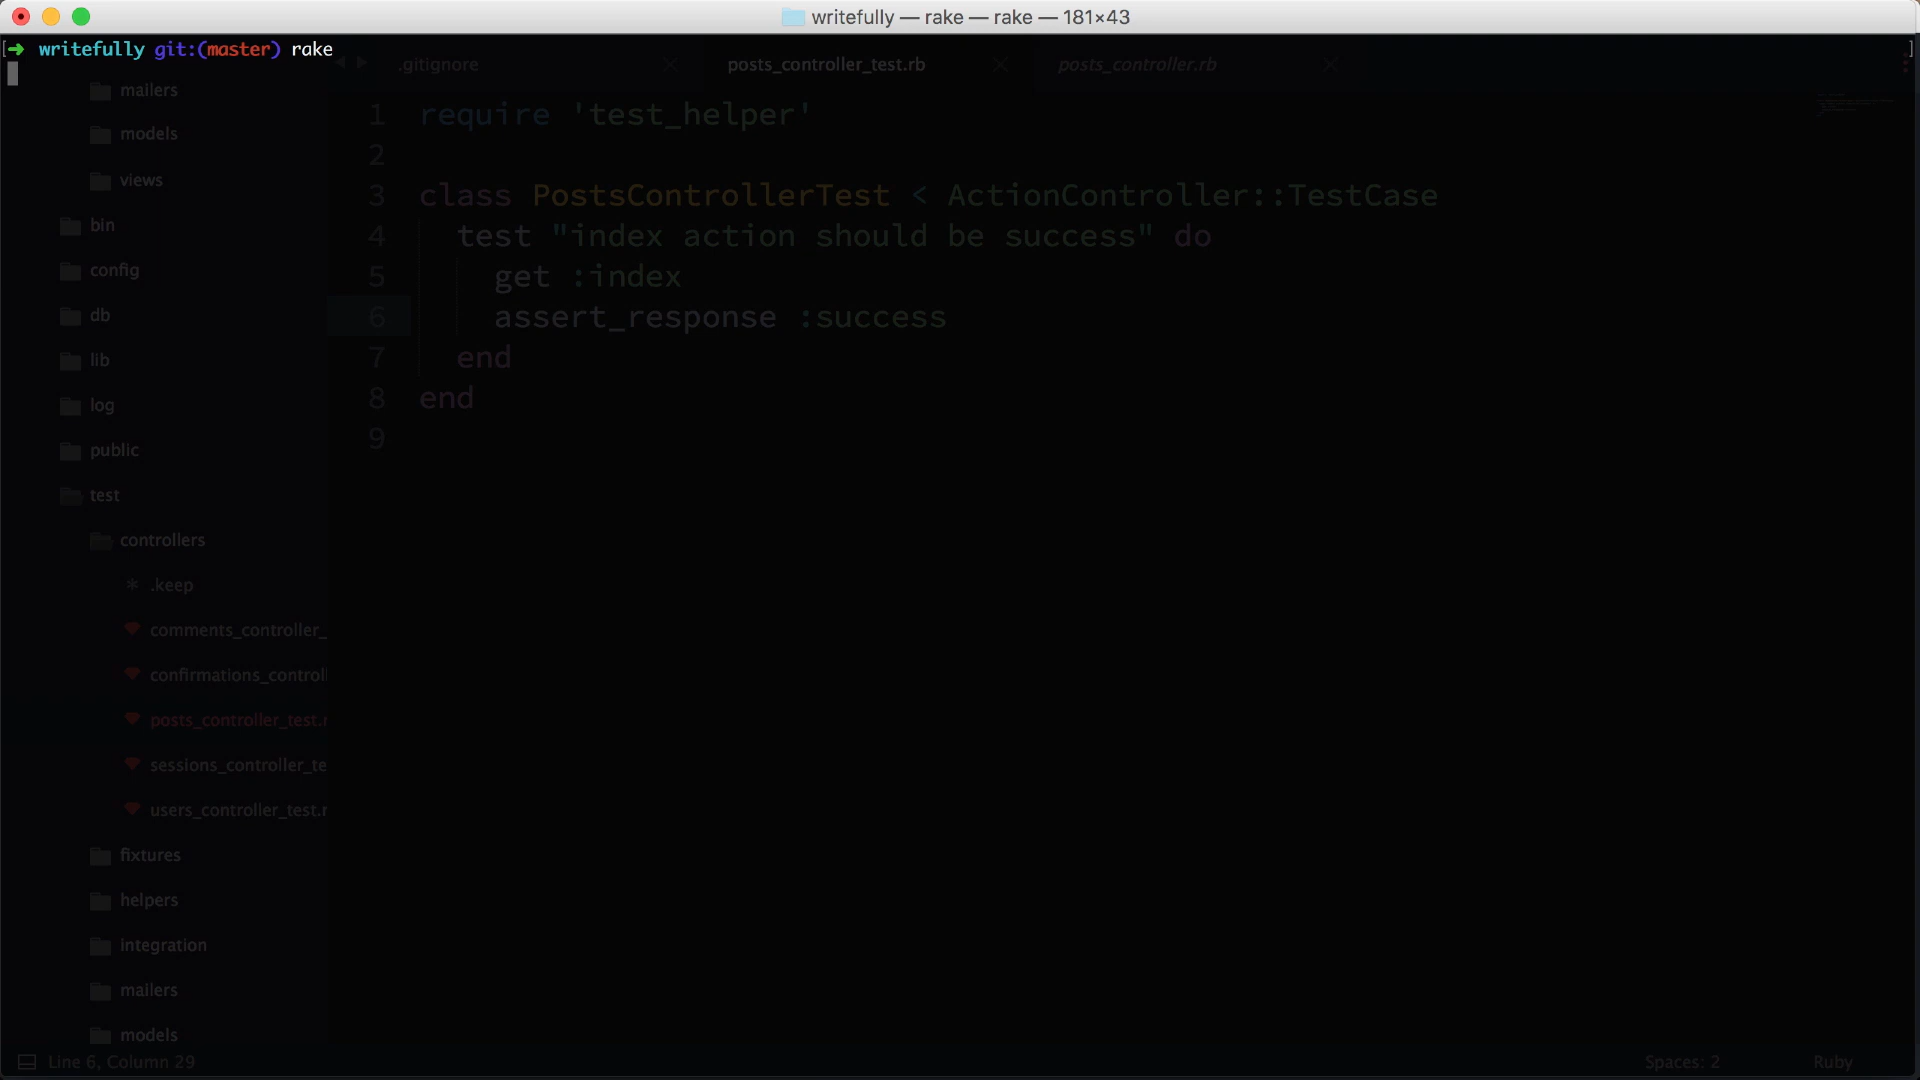 writefully — rake — rake — 181×43
[➜ writefully git:(master) rake ]
.gitignore
posts_controller_test.rb
posts_controller.rb
mailers
models
views
bin
config
db
lib
log
public
test
controllers
* .keep
comments_controller_
confirmations_control
posts_controller_test.r
sessions_controller_te
users_controller_test.r
fixtures
helpers
integration
mailers
models
1 require 'test_helper'
2
3 class PostsControllerTest < ActionController::TestCase
4 test "index action should be success" do
5 get :index
6 assert_response :success
7 end
8 end
9
Line 6, Column 29
Spaces: 2
Ruby